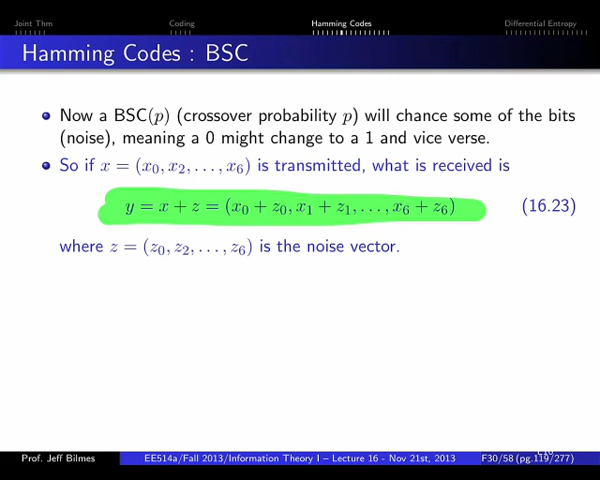 Joint Thm Coding Hamming Codes Differential Entropy
Hamming Codes : BSC
Now a BSC(p) (crossover probability p) will chance some of the bits
(noise), meaning a 0 might change to a 1 and vice verse.
So if x = (x₀, x₂, . . . , x₆) is transmitted, what is received is
y = x + z = (x₀ + z₀, x₁ + z₁, . . . , x₆ + z₆) (16.23)
where z = (z₀, z₂, . . . , z₆) is the noise vector.
Prof. Jeff Bilmes EE514a/Fall 2013/Information Theory I – Lecture 16 - Nov 21st, 2013 F30/58 (pg.119/277)